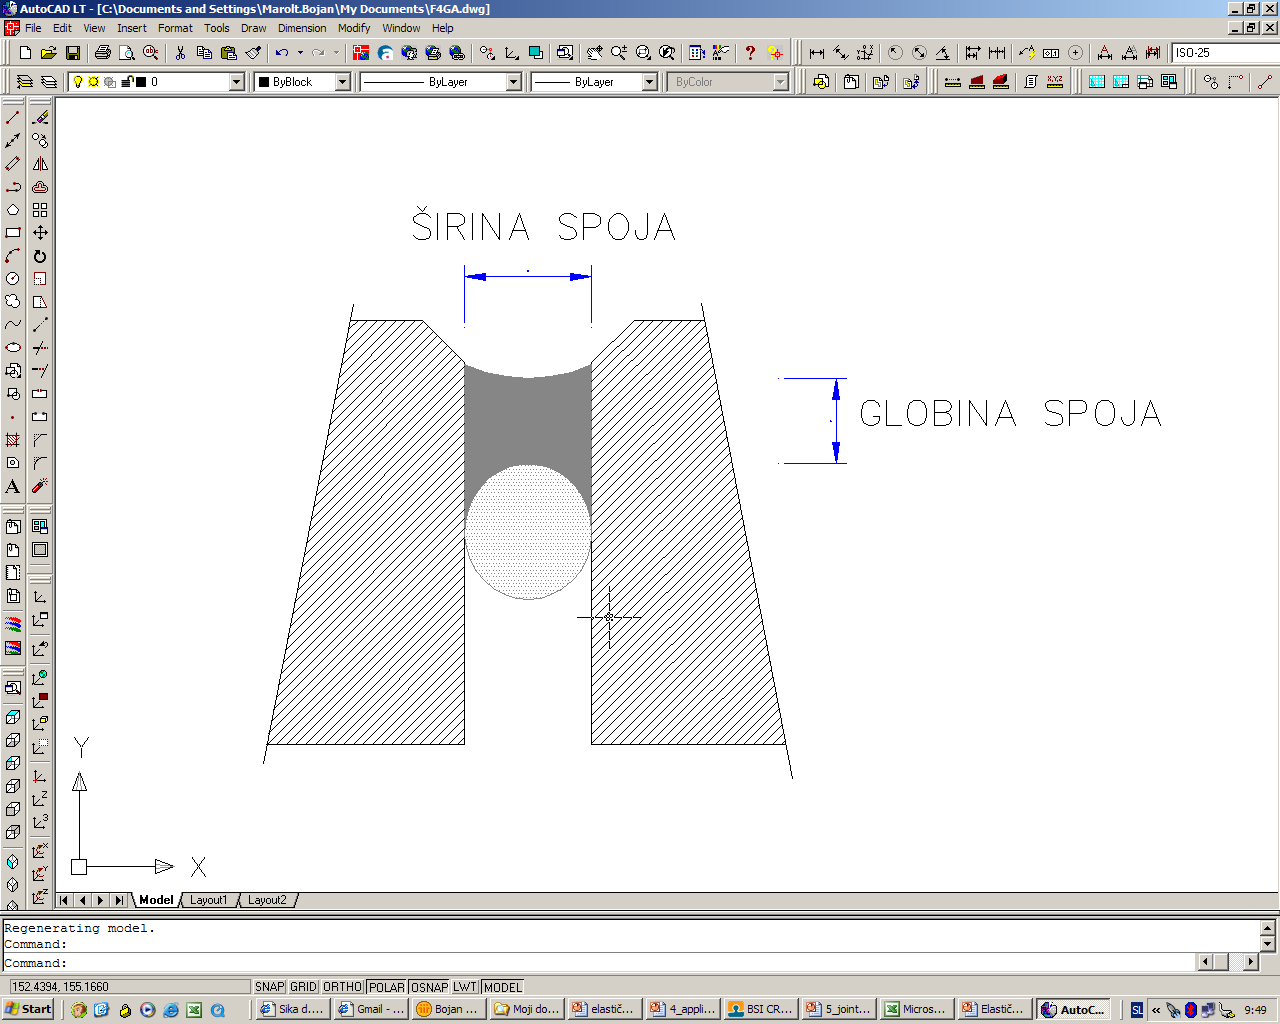 AutoCAD LT - [C:\Documents and Settings\Marolt.Bojan\My Documents\F4GA.dwg]
File Edit View Insert Format Tools Draw Dimension Modify Window Help
ISO-25
0 ByBlock ByLayer ByLayer ByColor
ŠIRINA SPOJA
GLOBINA SPOJA
Y
X
Model Layout1 Layout2
Regenerating model.
Command:
Command:
152.4394, 155.1660 SNAP GRID ORTHO POLAR OSNAP LWT MODEL
Start Sika d... Gmail - ... Bojan ... Moji do... elastič... 4_appli... BSI CR... 5_joint... Micros... Elastič... AutoC... SL « 9:49